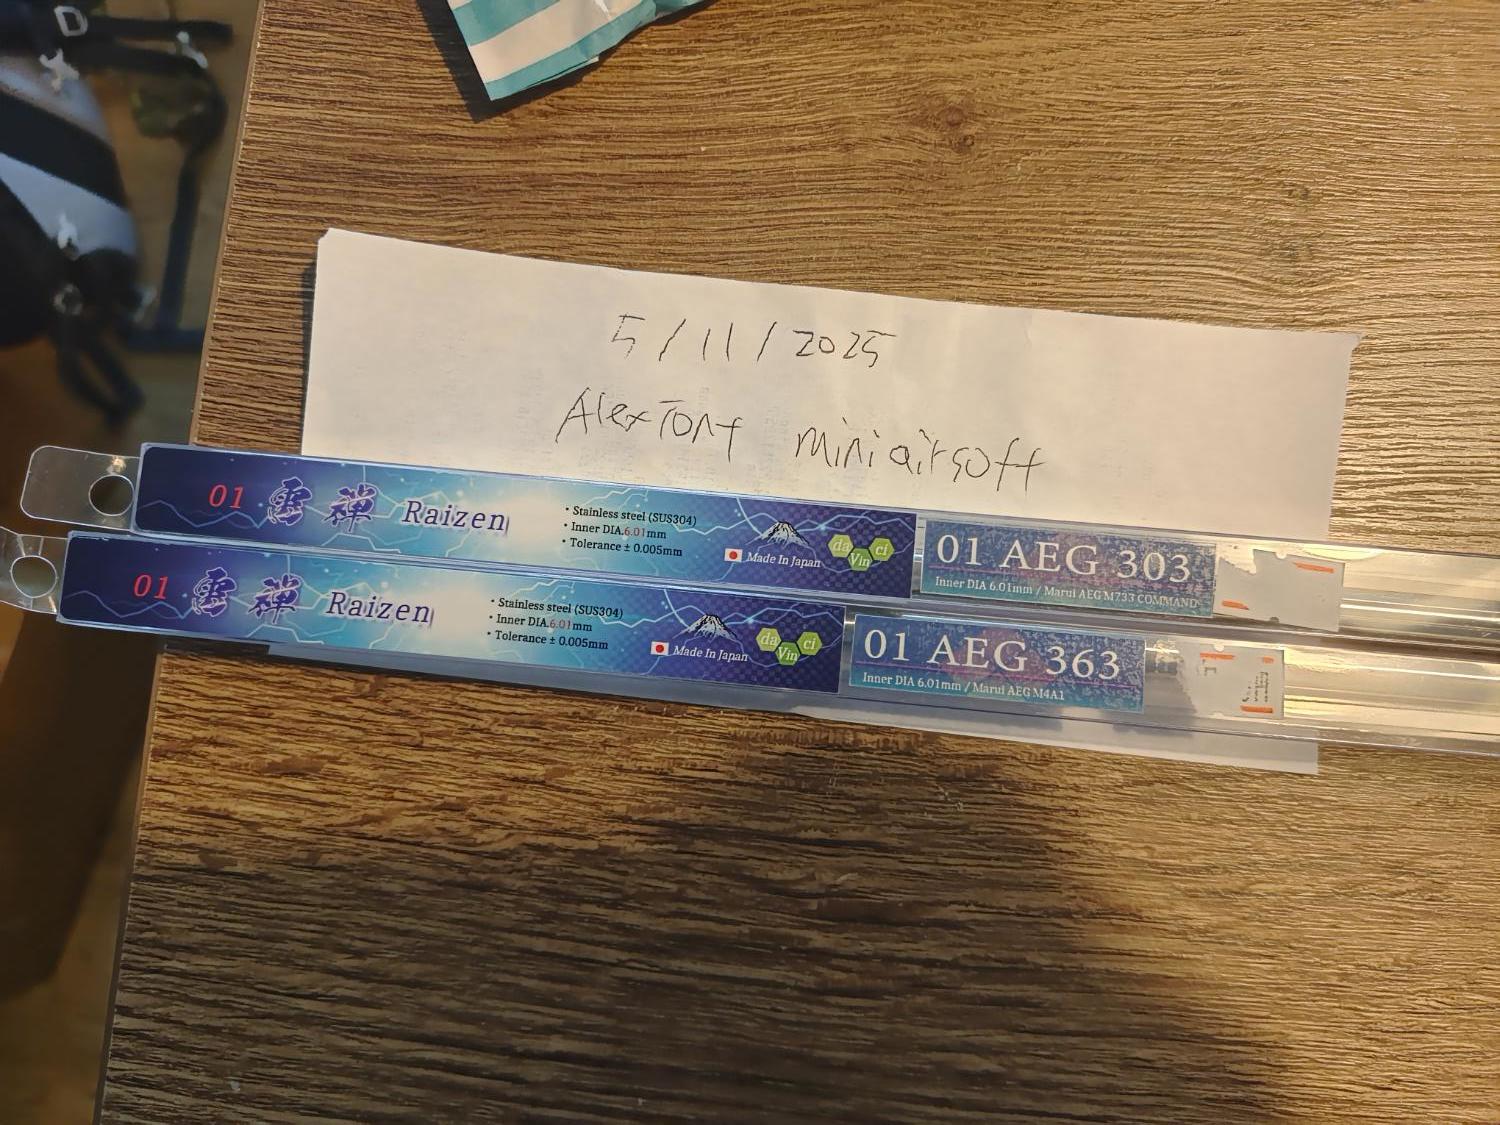 D
5/11/2025
AlexTony miniairsoft
01 雷禅 Raizen
• Stainless steel (SUS304)
• Inner DIA.6.01mm
• Tolerance ± 0.005mm
Made In Japan
da Vin ci
01 AEG 303
Inner DIA 6.01mm / Marui AEG M733 COMMAND
01 雷禅 Raizen
• Stainless steel (SUS304)
• Inner DIA.6.01mm
• Tolerance ± 0.005mm
Made In Japan
da Vin ci
01 AEG 363
Inner DIA 6.01mm / Marui AEG M4A1